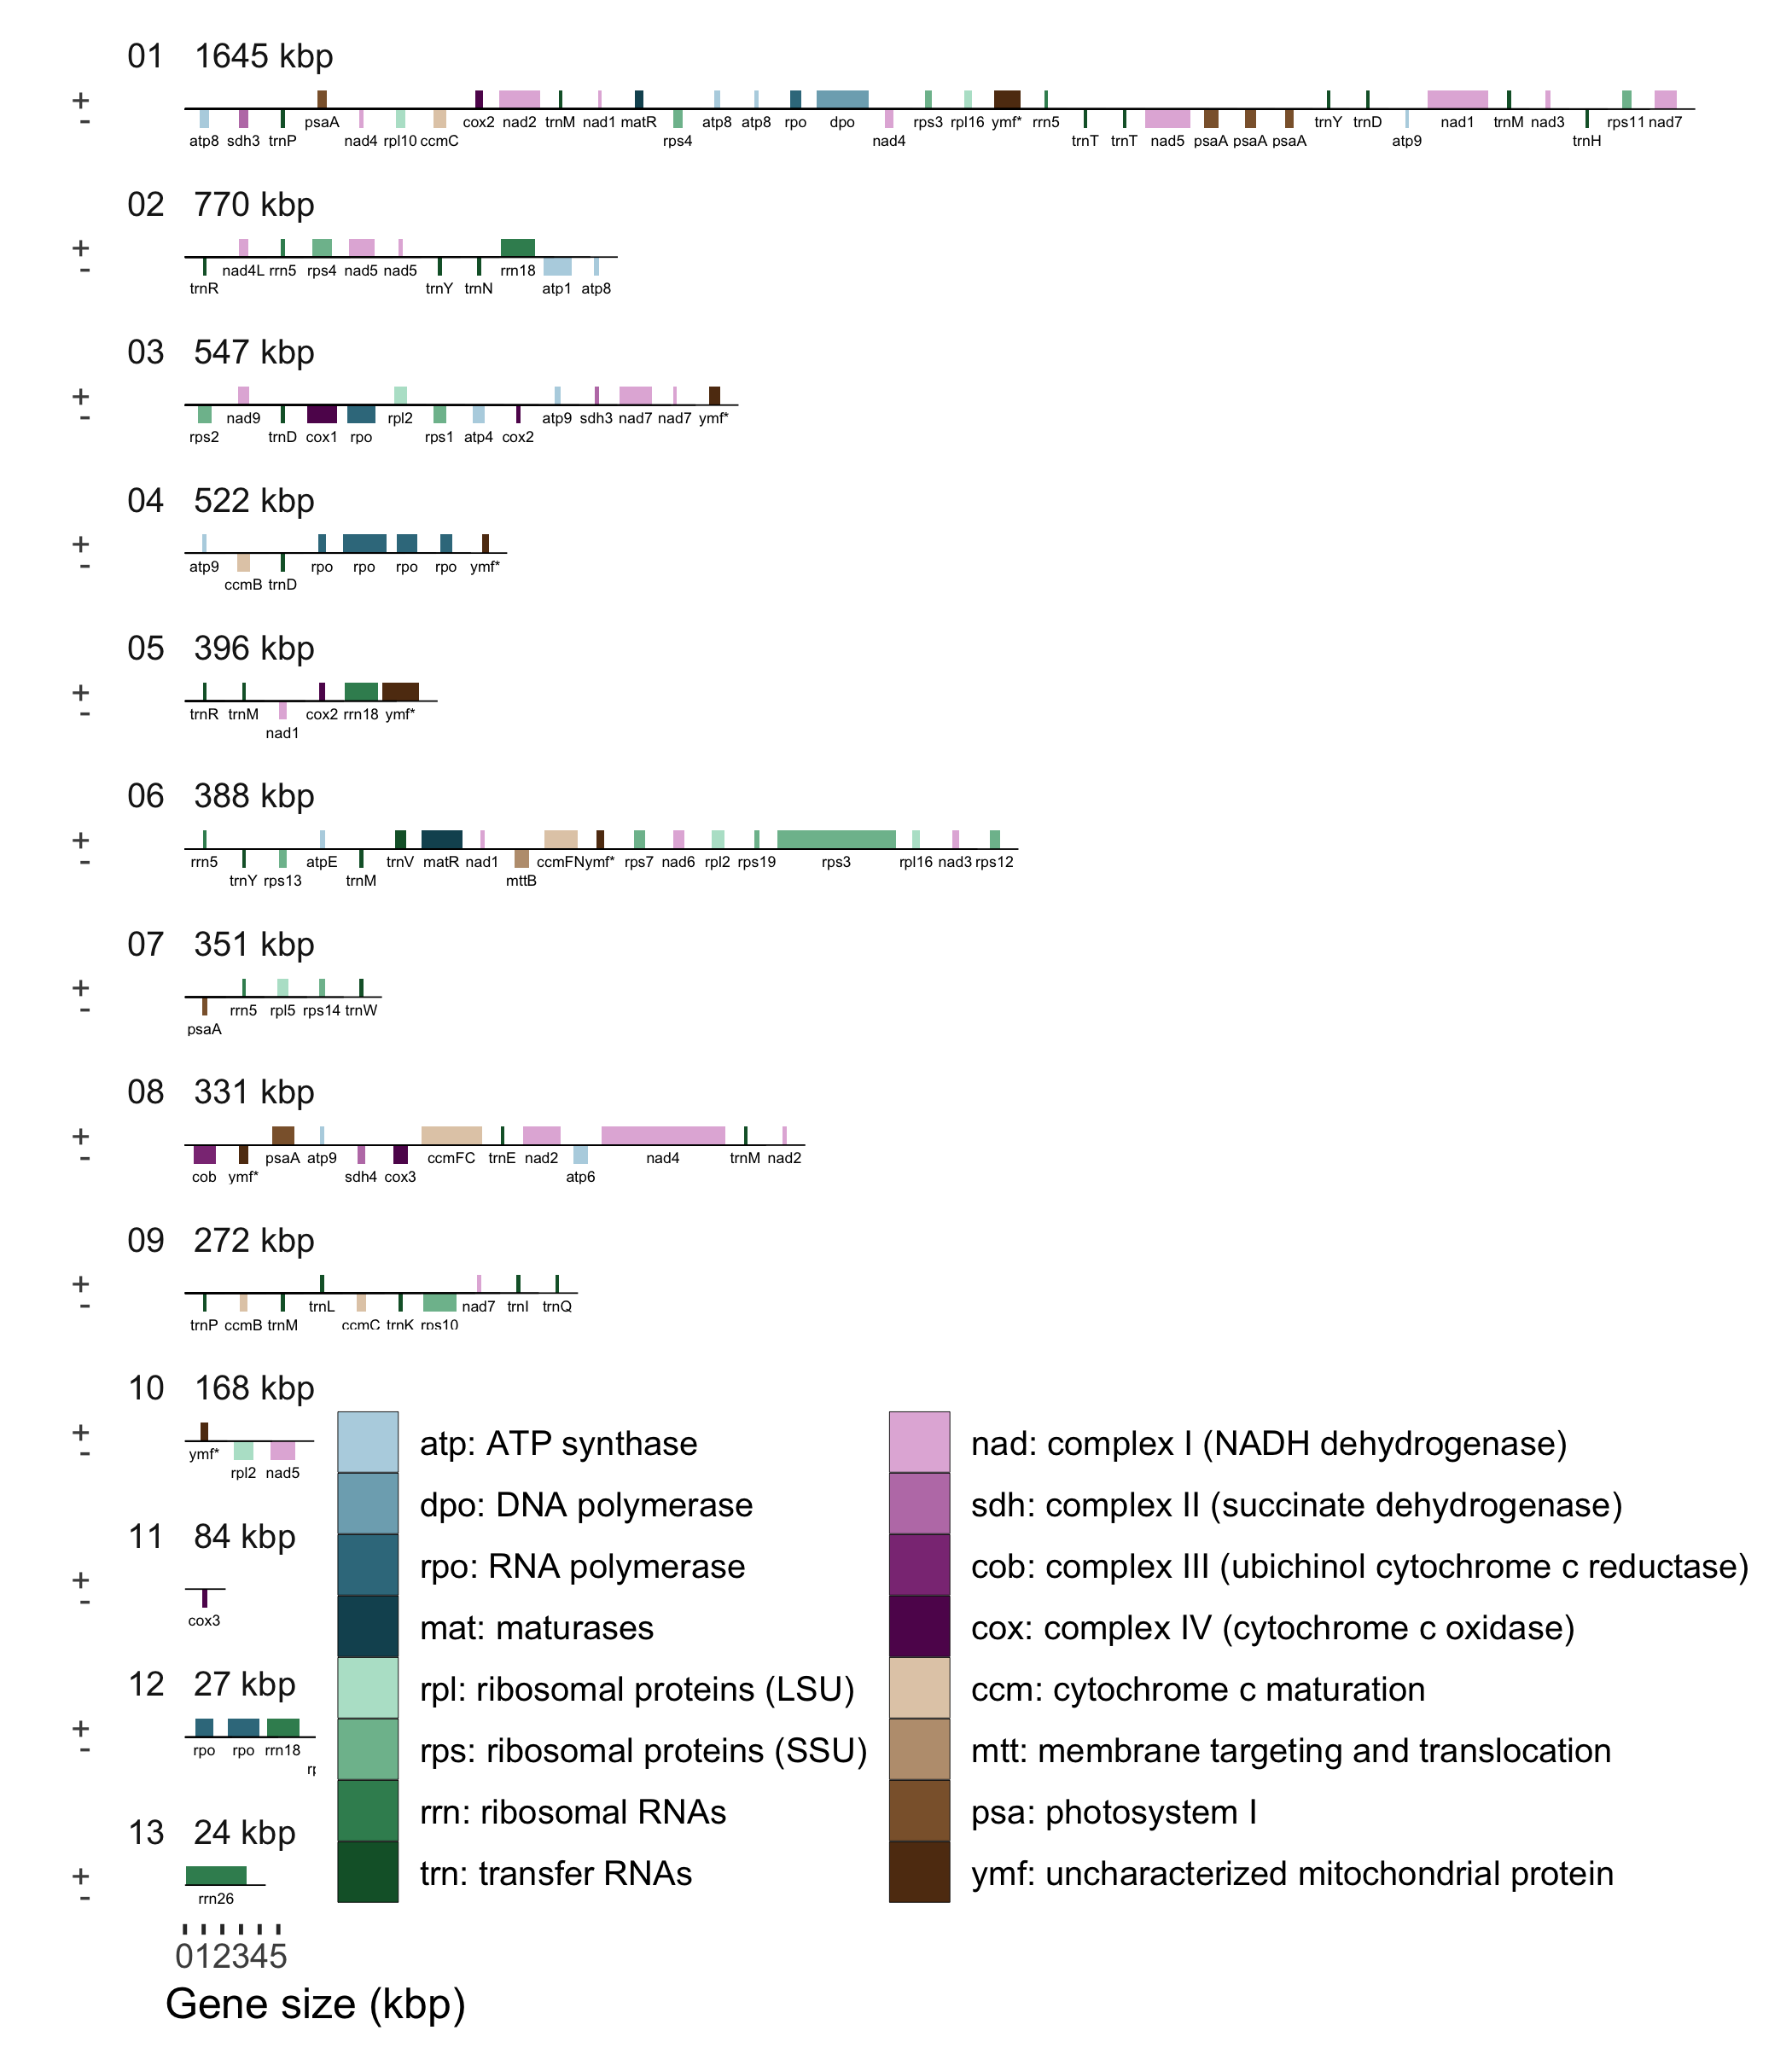 01 1645 kbp
+
-
psaA cox2 nad2 trnM nad1 matR atp8 atp8 rpo dpo rps3 rpl16 ymf* rrn5 trnY trnD nad1 trnM nad3 rps11 nad7
atp8 sdh3 trnP nad4 rpl10 ccmC rps4 nad4 trnT trnT nad5 psaA psaA psaA atp9 trnH
02 770 kbp
+
-
nad4L rrn5 rps4 nad5 nad5 rrn18
trnR trnY trnN atp1 atp8
03 547 kbp
+
-
nad9 rpl2 atp9 sdh3 nad7 nad7 ymf*
rps2 trnD cox1 rpo rps1 atp4 cox2
04 522 kbp
+
-
atp9 rpo rpo rpo rpo ymf*
ccmB trnD
05 396 kbp
+
-
trnR trnM cox2 rrn18 ymf*
nad1
06 388 kbp
+
-
rrn5 atpE trnV matR nad1 ccmFN ymf* rps7 nad6 rpl2 rps19 rps3 rpl16 nad3 rps12
trnY rps13 trnM mttB
07 351 kbp
+
-
rrn5 rpl5 rps14 trnW
psaA
08 331 kbp
+
-
psaA atp9 ccmFC trnE nad2 nad4 trnM nad2
cob ymf* sdh4 cox3 atp6
09 272 kbp
+
-
trnL nad7 trnI trnQ
trnP ccmB trnM ccmC trnK rps10
10 168 kbp
+
-
ymf*
rpl2 nad5
11 84 kbp
+
-
cox3
12 27 kbp
+
-
rpo rpo rrn18
13 24 kbp
+
-
rrn26
0 1 2 3 4 5
Gene size (kbp)
atp: ATP synthase
dpo: DNA polymerase
rpo: RNA polymerase
mat: maturases
rpl: ribosomal proteins (LSU)
rps: ribosomal proteins (SSU)
rrn: ribosomal RNAs
trn: transfer RNAs
nad: complex I (NADH dehydrogenase)
sdh: complex II (succinate dehydrogenase)
cob: complex III (ubichinol cytochrome c reductase)
cox: complex IV (cytochrome c oxidase)
ccm: cytochrome c maturation
mtt: membrane targeting and translocation
psa: photosystem I
ymf: uncharacterized mitochondrial protein